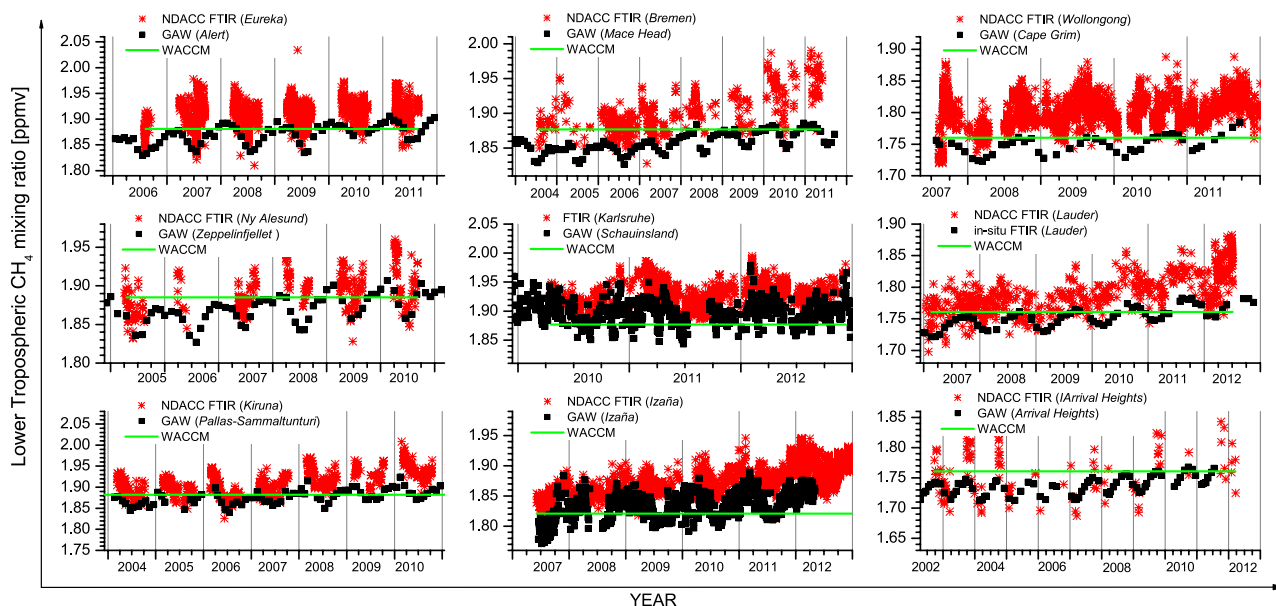 Lower Tropospheric CH4 mixing ratio [ppmv]
NDACC FTIR (Eureka)
GAW (Alert)
WACCM
2.05
2.00
1.95
1.90
1.85
1.80
2006 2007 2008 2009 2010 2011
NDACC FTIR (Bremen)
GAW (Mace Head)
WACCM
2.00
1.95
1.90
1.85
2004 2005 2006 2007 2008 2009 2010 2011
NDACC FTIR (Wollongong)
GAW (Cape Grim)
WACCM
1.90
1.85
1.80
1.75
1.70
2007 2008 2009 2010 2011
NDACC FTIR (Ny Alesund)
GAW (Zeppelinfjellet )
WACCM
1.95
1.90
1.85
1.80
2005 2006 2007 2008 2009 2010
FTIR (Karlsruhe)
GAW (Schauinsland)
WACCM
2.05
2.00
1.95
1.90
1.85
2010 2011 2012
NDACC FTIR (Lauder)
in-situ FTIR (Lauder)
WACCM
1.90
1.85
1.80
1.75
1.70
2007 2008 2009 2010 2011 2012
NDACC FTIR (Kiruna)
GAW (Pallas-Sammaltunturi)
WACCM
2.05
2.00
1.95
1.90
1.85
1.80
1.75
2004 2005 2006 2007 2008 2009 2010
NDACC FTIR (Izaña)
GAW (Izaña)
WACCM
1.95
1.90
1.85
1.80
2007 2008 2009 2010 2011 2012
NDACC FTIR (IArrival Heights)
GAW (Arrival Heights)
WACCM
1.85
1.80
1.75
1.70
1.63
2002 2003 2004 2005 2006 2007 2008 2009 2010 2011 2012
YEAR